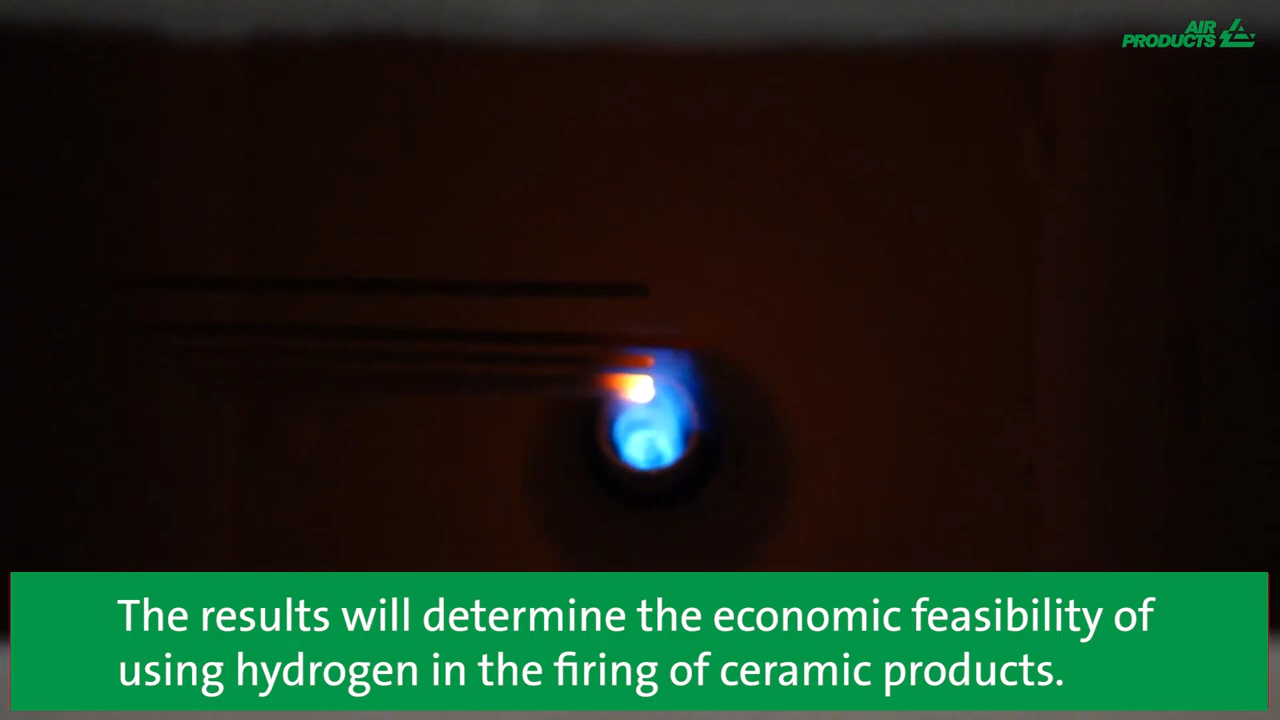 AIR
PRODUCTS
The results will determine the economic feasibility of
using hydrogen in the firing of ceramic products.